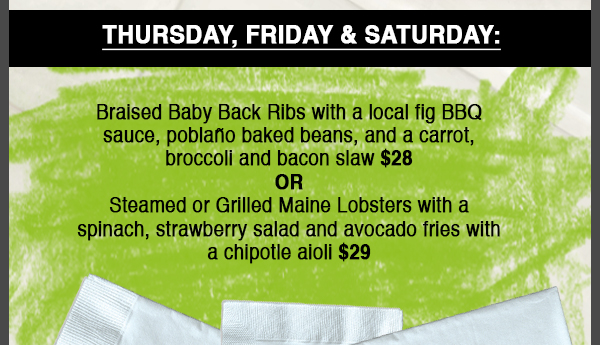 THURSDAY, FRIDAY & SATURDAY:
Braised Baby Back Ribs with a local fig BBQ
sauce, poblaño baked beans, and a carrot,
broccoli and bacon slaw $28
OR
Steamed or Grilled Maine Lobsters with a
spinach, strawberry salad and avocado fries with
a chipotle aioli $29